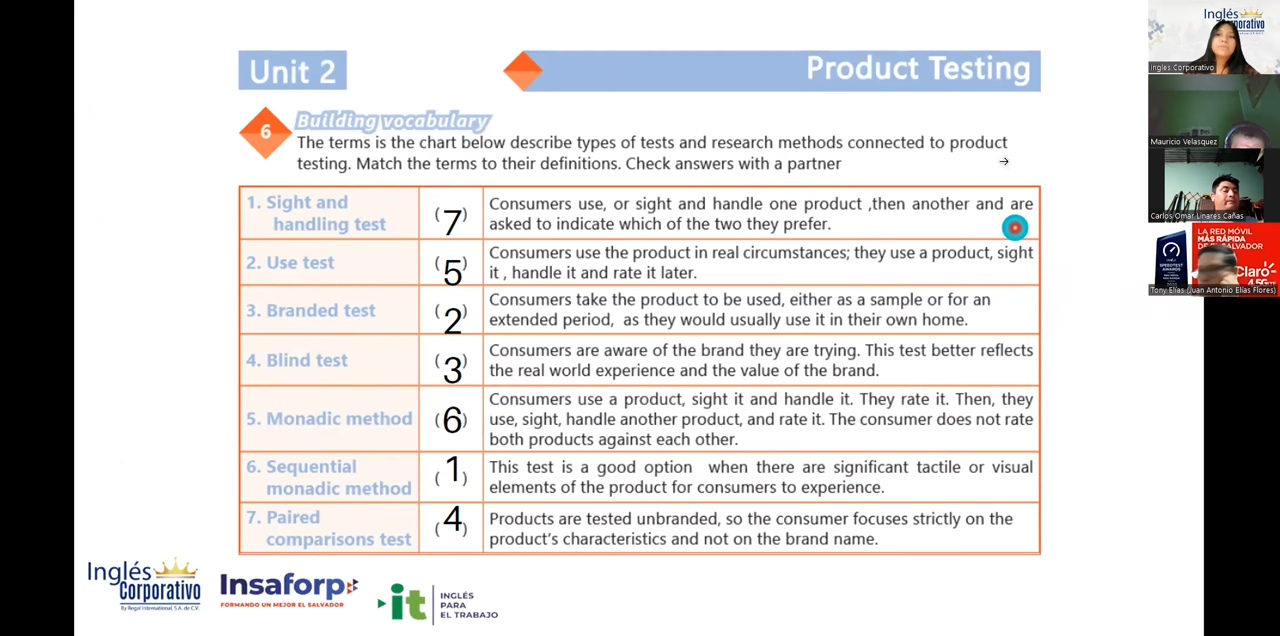 Unit 2
Product Testing
6
Building vocabulary
The terms is the chart below describe types of tests and research methods connected to product
testing. Match the terms to their definitions. Check answers with a partner
1. Sight and
handling test
(7)
Consumers use, or sight and handle one product ,then another and are
asked to indicate which of the two they prefer.
2. Use test
(5)
Consumers use the product in real circumstances; they use a product, sight
it , handle it and rate it later.
3. Branded test
(2)
Consumers take the product to be used, either as a sample or for an
extended period, as they would usually use it in their own home.
4. Blind test
(3)
Consumers are aware of the brand they are trying. This test better reflects
the real world experience and the value of the brand.
5. Monadic method
(6)
Consumers use a product, sight it and handle it. They rate it. Then, they
use, sight, handle another product, and rate it. The consumer does not rate
both products against each other.
6. Sequential
monadic method
(1)
This test is a good option when there are significant tactile or visual
elements of the product for consumers to experience.
7. Paired
comparisons test
(4)
Products are tested unbranded, so the consumer focuses strictly on the
product's characteristics and not on the brand name.
Inglés
Corporativo
By Regal International S.A. de C.V.
Insaforp
FORMANDO UN MEJOR EL SALVADOR
it
INGLÉS
PARA
EL TRABAJO
Inglés
Corporativo
Inglés Corporativo
Mauricio Velasquez
Carlos Omar Linares Cañas
LA RED MÓVIL
MÁS RÁPIDA
SPEEDTEST
AWARDS
Claro
4.5G
Tony Elias (Juan Antonio Elias Flores)